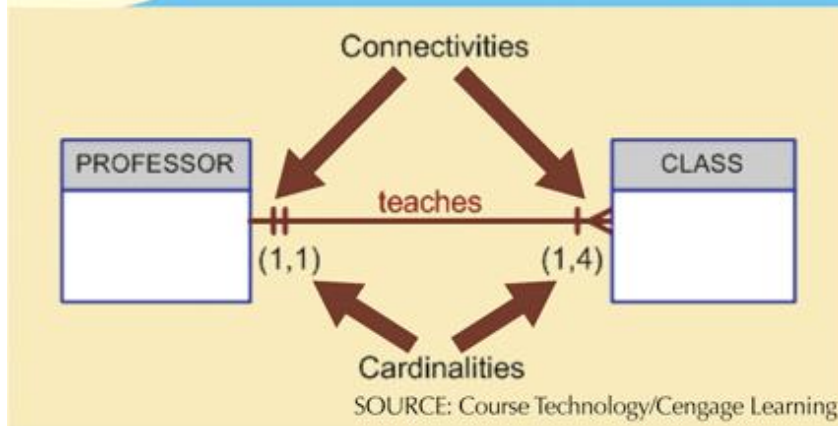 Connectivities
PROFESSOR
CLASS
teaches
(1,1)
(1,4)
Cardinalities
SOURCE: Course Technology/Cengage Learning